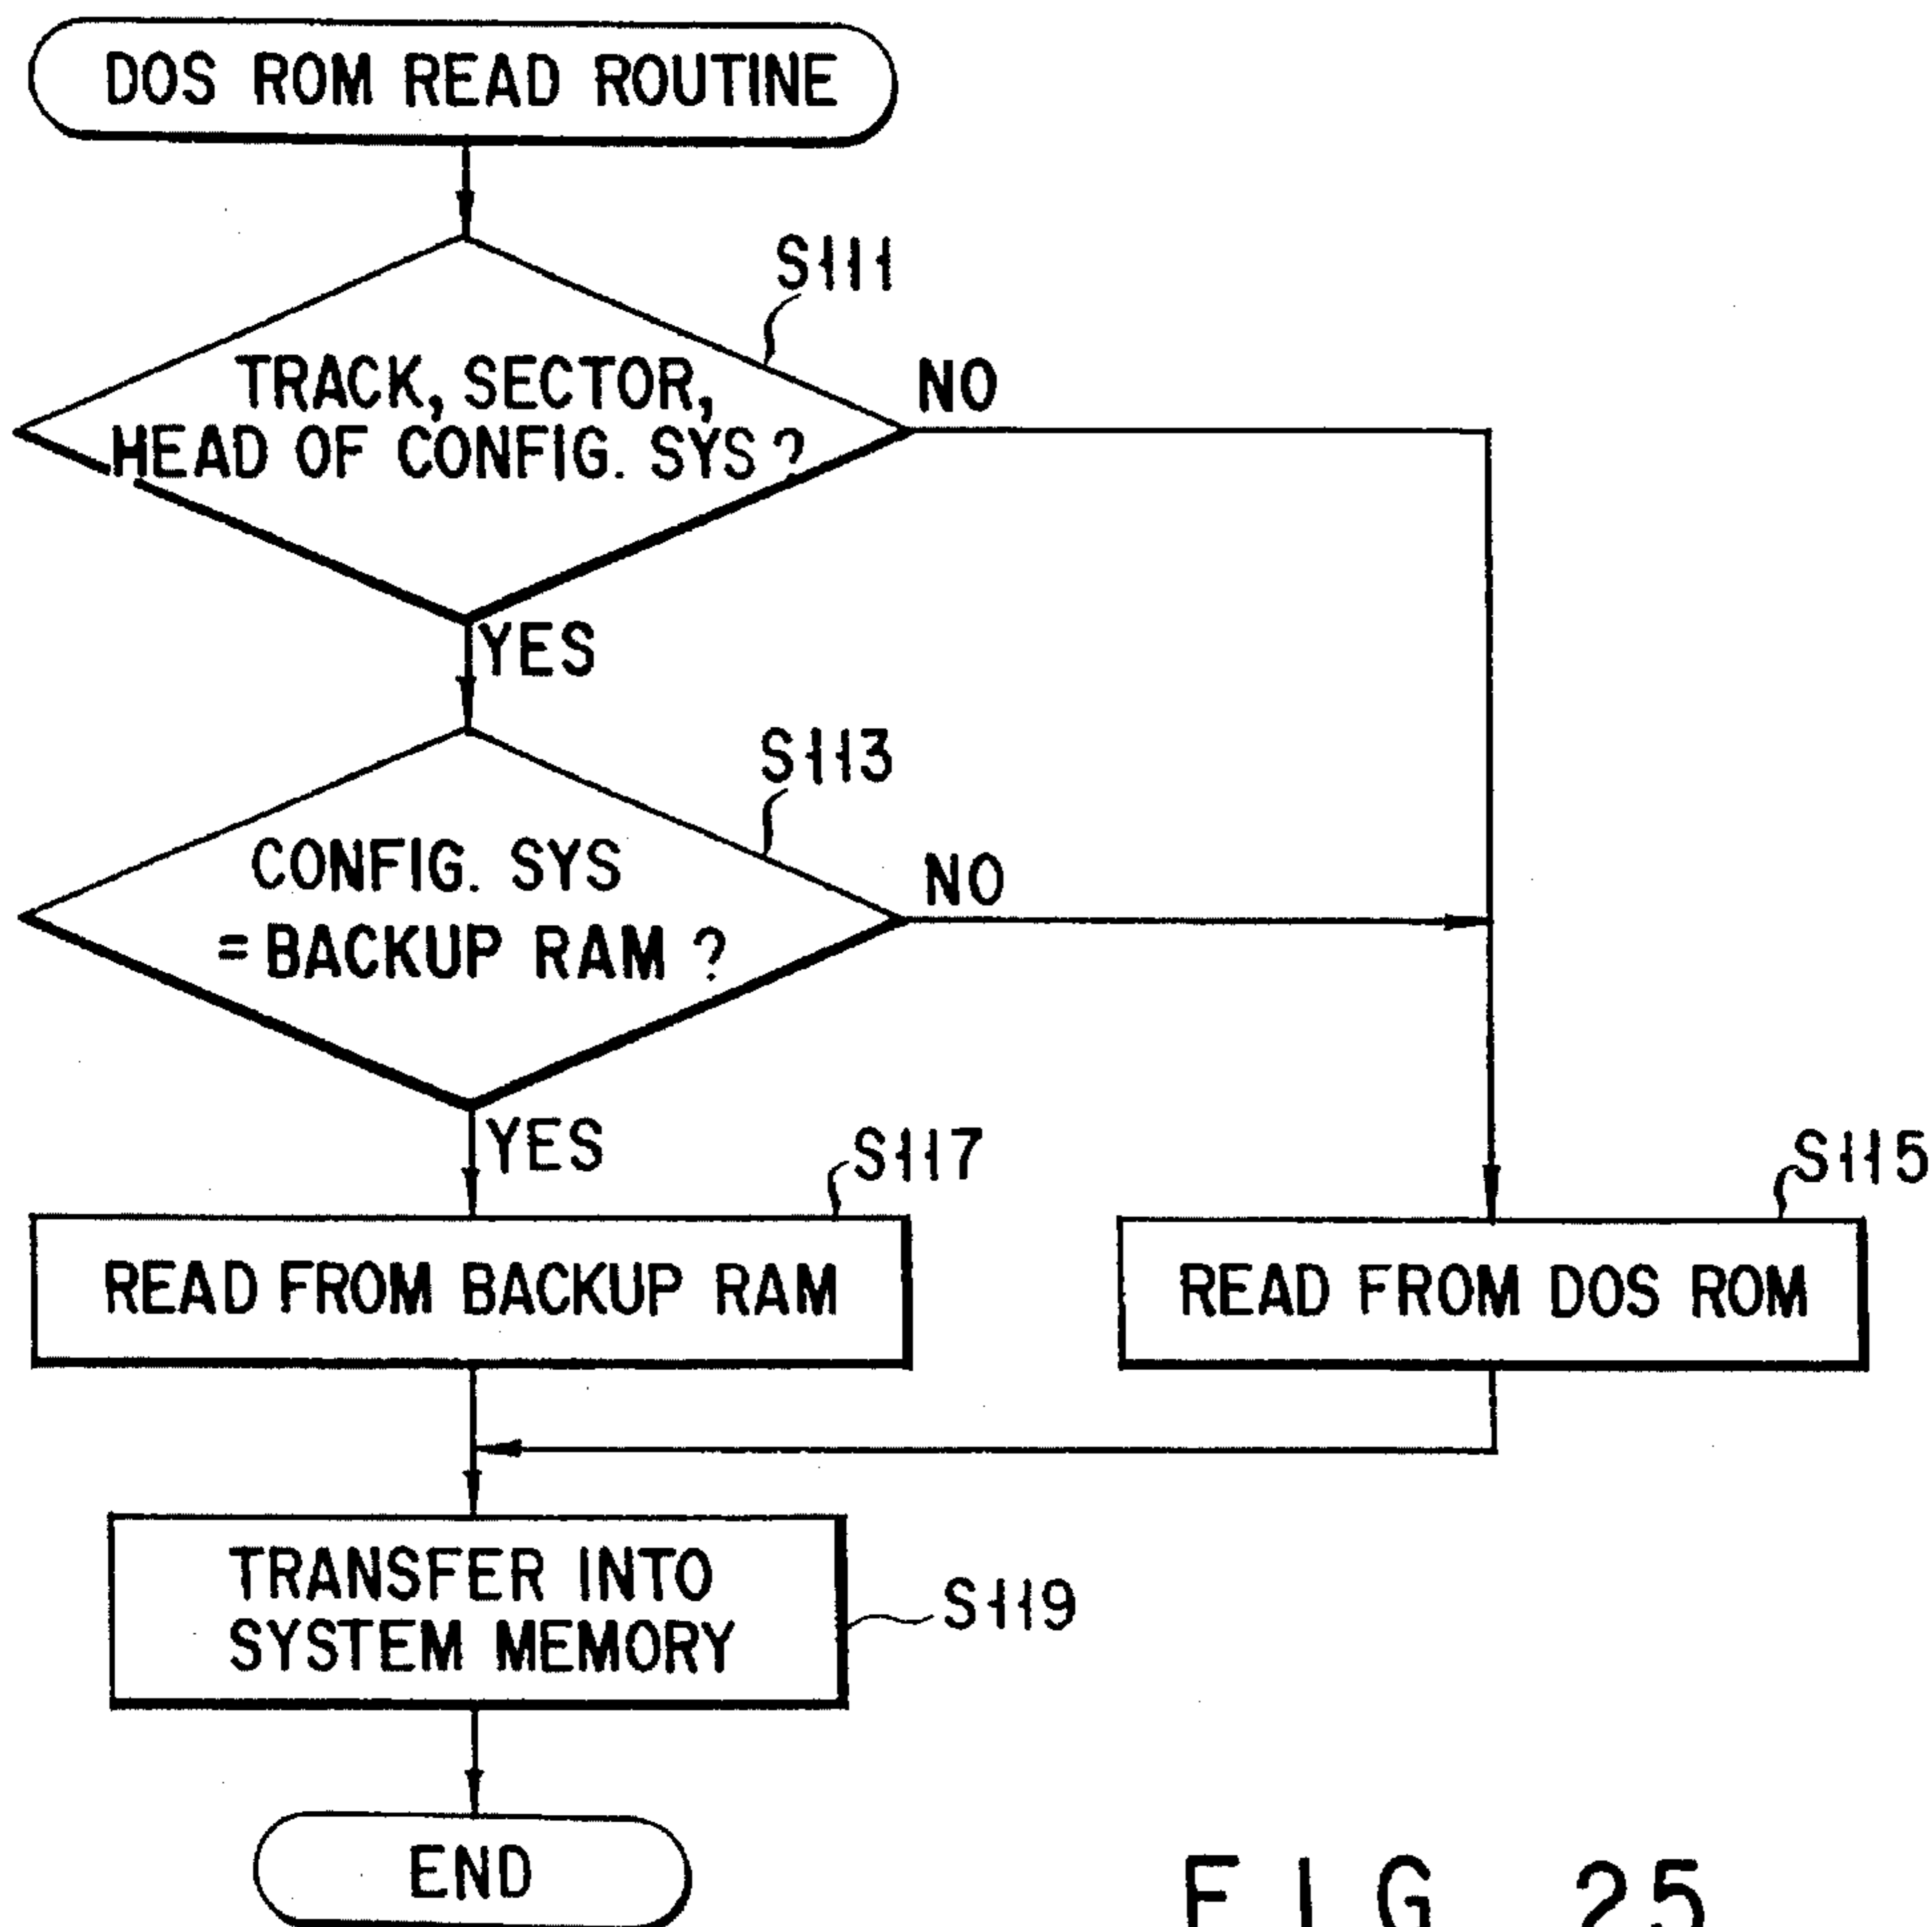 DOS ROM READ ROUTINE
S111
TRACK, SECTOR,
HEAD OF CONFIG. SYS ?
NO
YES
S113
CONFIG. SYS
= BACKUP RAM ?
NO
YES
S117
S115
READ FROM BACKUP RAM
READ FROM DOS ROM
TRANSFER INTO
SYSTEM MEMORY
S119
END
FIG 25